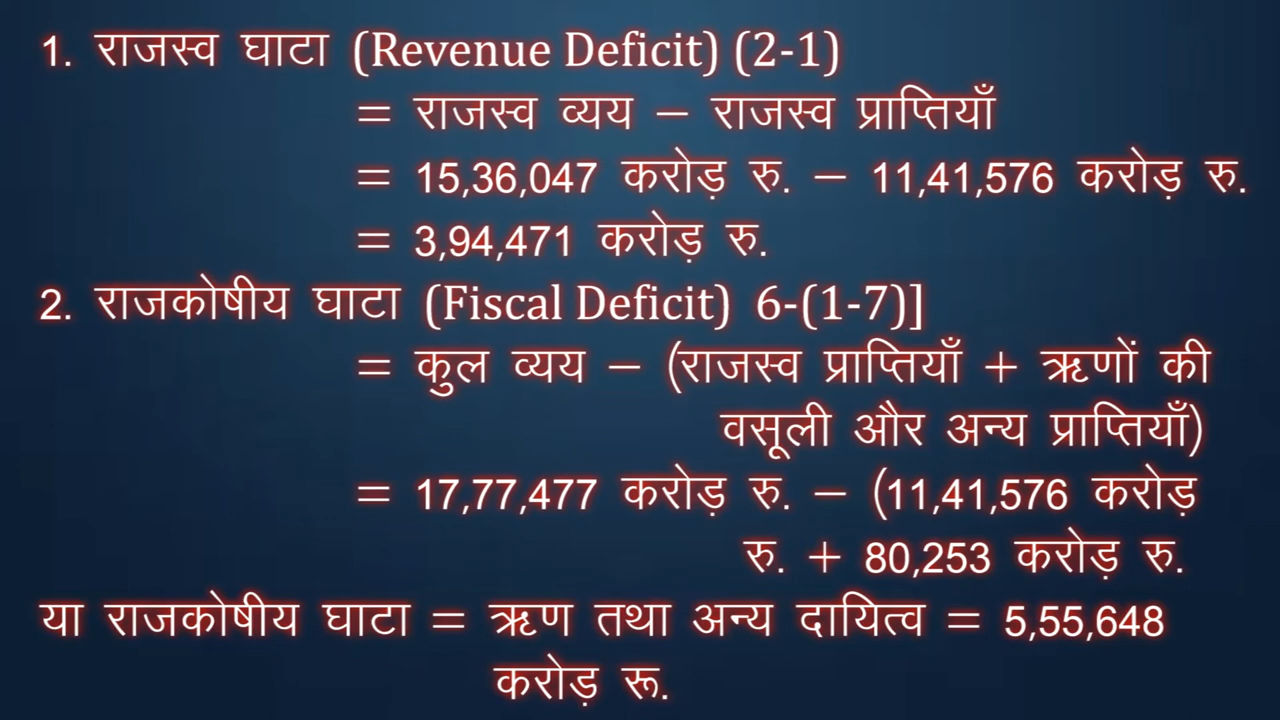 1. राजस्व घाटा (Revenue Deficit) (2-1)
= राजस्व व्यय – राजस्व प्राप्तियाँ
= 15,36,047 करोड़ रु. – 11,41,576 करोड़ रु.
= 3,94,471 करोड़ रु.
2. राजकोषीय घाटा (Fiscal Deficit) 6-(1-7)]
= कुल व्यय – (राजस्व प्राप्तियाँ + ऋणों की
वसूली और अन्य प्राप्तियाँ)
= 17,77,477 करोड़ रु. – (11,41,576 करोड़
रु. + 80,253 करोड़ रु.
या राजकोषीय घाटा = ऋण तथा अन्य दायित्व = 5,55,648
करोड़ रू.